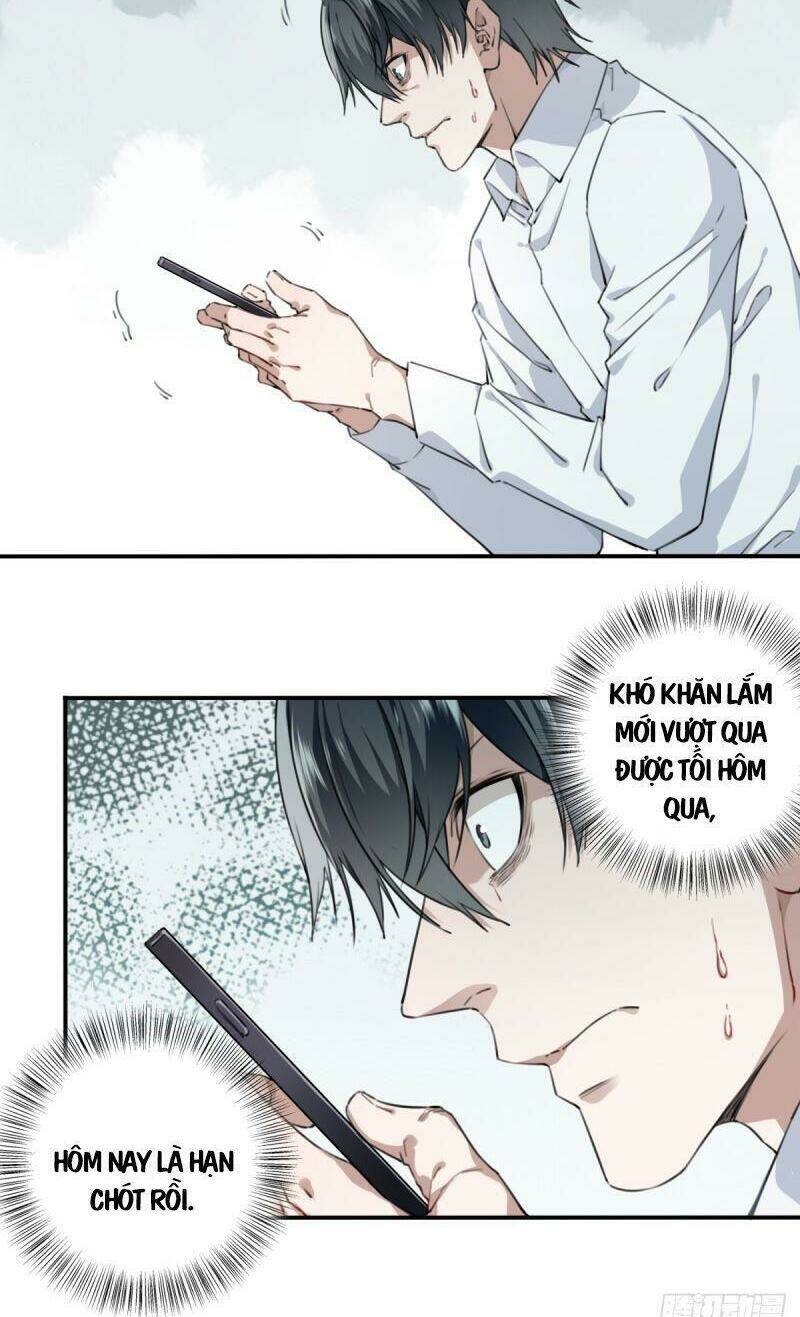 KHÓ KHĂN LẮM
MỚI VƯỢT QUA
ĐƯỢC TỐI HÔM
QUA,
HÔM NAY LÀ HẠN
CHÓT RỒI.